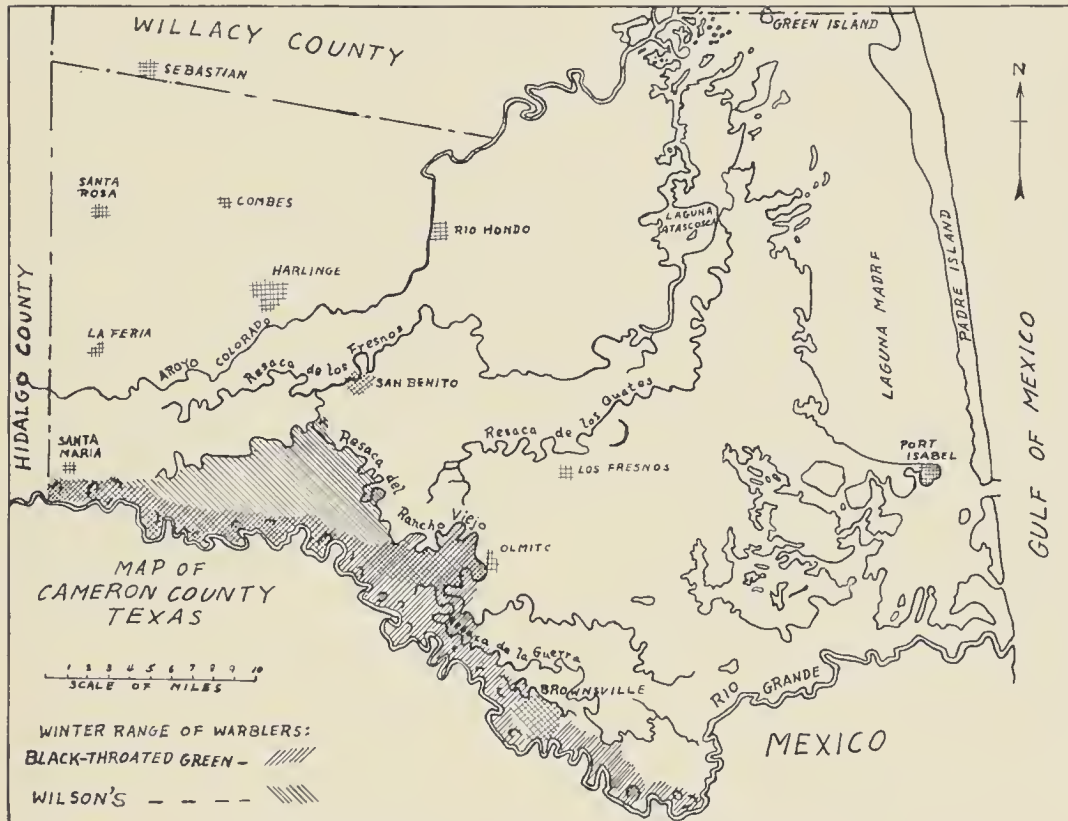 WILLACY COUNTY
GREEN ISLAND
SEBASTIAN
N
SANTA
ROSA
COMBES
RIO HONDO
LAGUNA
ATASCOSCA
HARLINGE
HIDALGO COUNTY
LA FERIA
AROYO COLORADO
Resaca de los Fresnos
SAN BENITO
LAGUNA MADRE
PADRE ISLAND
GULF OF MEXICO
SANTA
MARIA
Resaca del
Rancho Viejo
Resaca de los Quates
LOS FRESNOS
PORT
ISABEL
OLMITC
MAP OF
CAMERON COUNTY
TEXAS
Resaca de la Guerra
BROWNSVILLE
RIO GRANDE
MEXICO
1 2 3 4 5 6 7 8 9 10
SCALE OF MILES
WINTER RANGE OF WARBLERS:
BLACK-THROATED GREEN -
WILSON'S - - - -